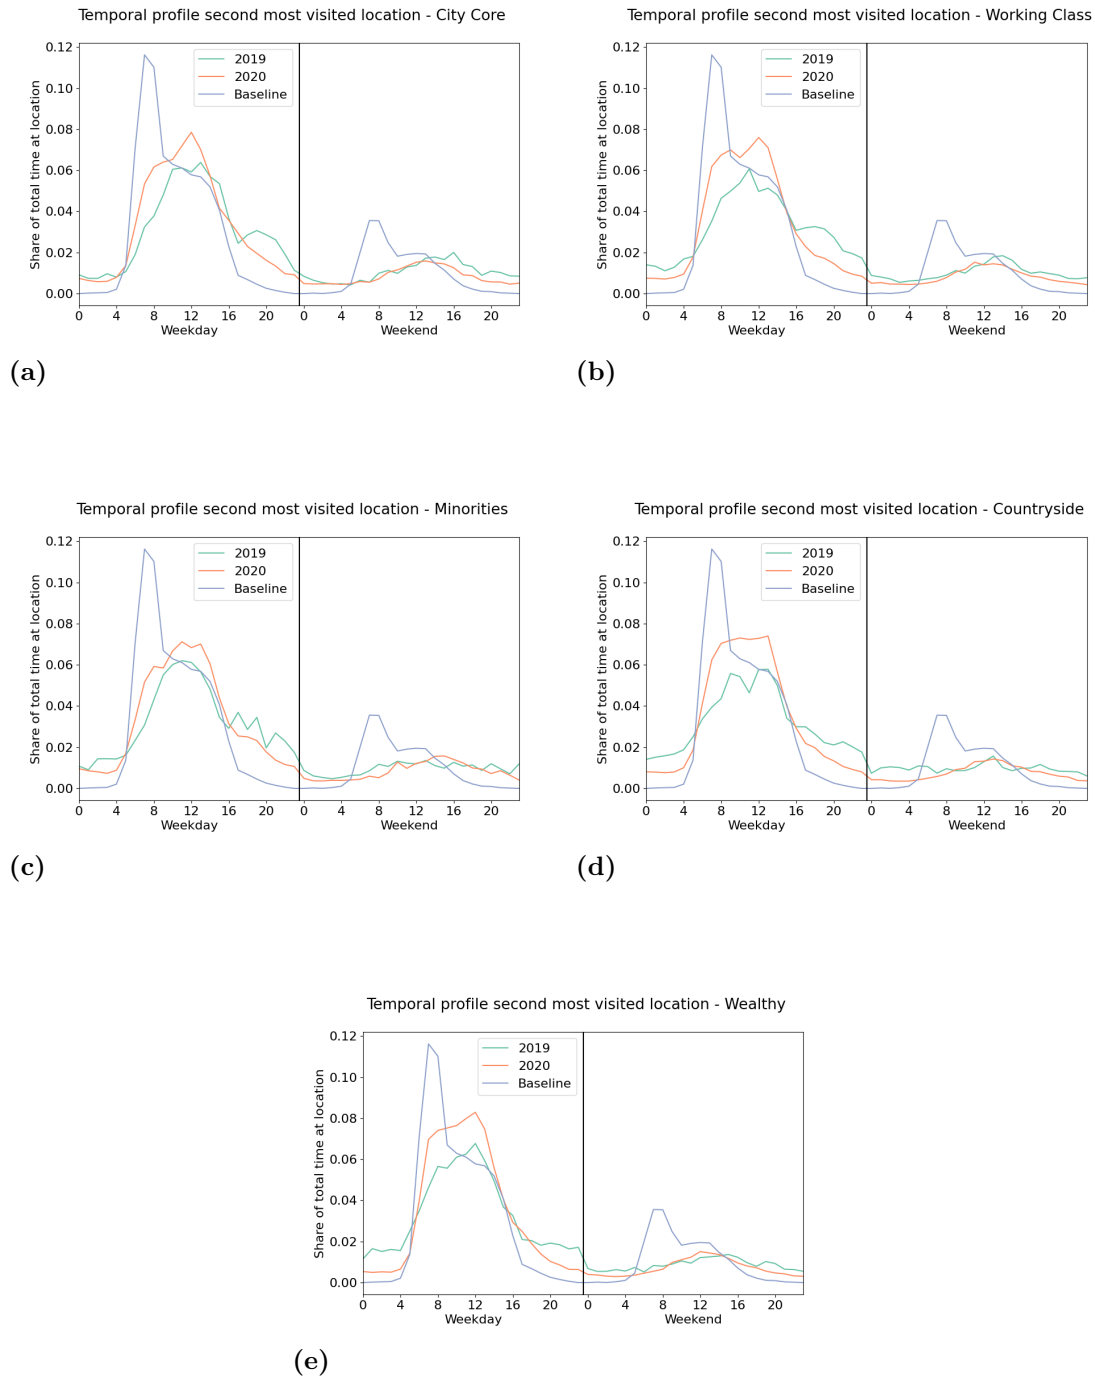 Temporal profile second most visited location - City Core
0.12
0.10
0.08
0.06
0.04
0.02
0.00
Share of total time at location
2019
2020
Baseline
0 4 8 12 16 20 0 4 8 12 16 20
Weekday Weekend
(a)
Temporal profile second most visited location - Working Class
0.12
0.10
0.08
0.06
0.04
0.02
0.00
Share of total time at location
2019
2020
Baseline
0 4 8 12 16 20 0 4 8 12 16 20
Weekday Weekend
(b)
Temporal profile second most visited location - Minorities
0.12
0.10
0.08
0.06
0.04
0.02
0.00
Share of total time at location
2019
2020
Baseline
0 4 8 12 16 20 0 4 8 12 16 20
Weekday Weekend
(c)
Temporal profile second most visited location - Countryside
0.12
0.10
0.08
0.06
0.04
0.02
0.00
Share of total time at location
2019
2020
Baseline
0 4 8 12 16 20 0 4 8 12 16 20
Weekday Weekend
(d)
Temporal profile second most visited location - Wealthy
0.12
0.10
0.08
0.06
0.04
0.02
0.00
Share of total time at location
2019
2020
Baseline
0 4 8 12 16 20 0 4 8 12 16 20
Weekday Weekend
(e)